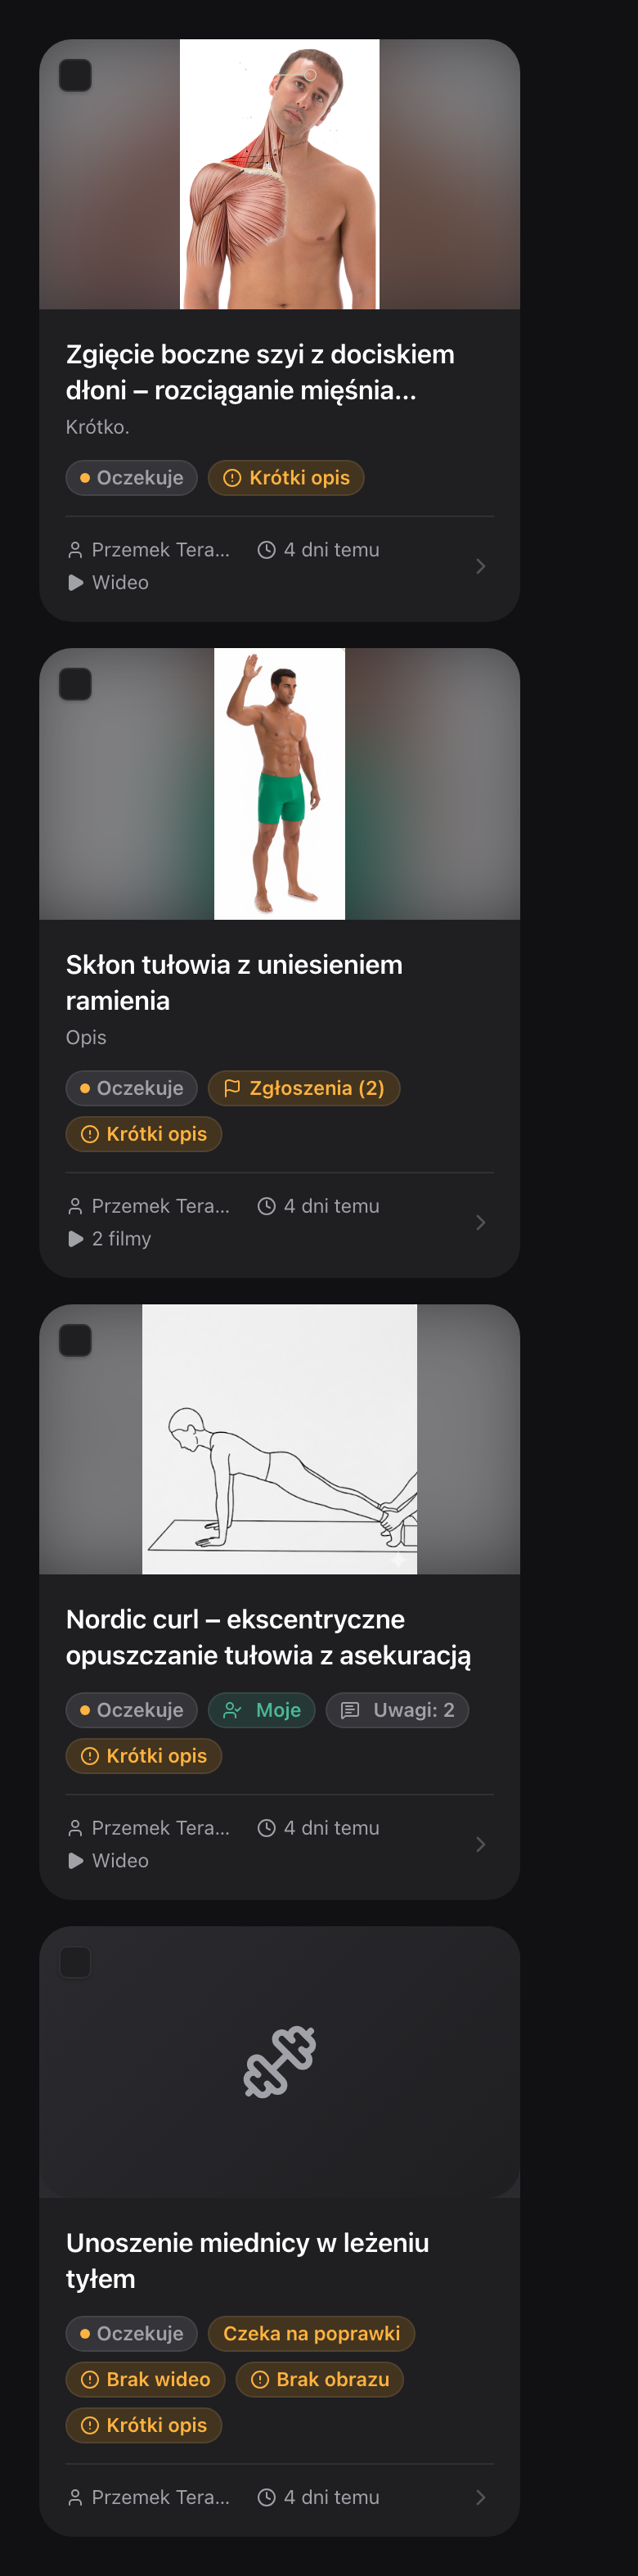 Zgięcie boczne szyi z dociskiem
dłoni – rozciąganie mięśnia...
Krótko.
Oczekuje
Krótki opis
Przemek Tera...
4 dni temu
Wideo
Skłon tułowia z uniesieniem
ramienia
Opis
Oczekuje
Zgłoszenia (2)
Krótki opis
Przemek Tera...
4 dni temu
2 filmy
Nordic curl – ekscentryczne
opuszczanie tułowia z asekuracją
Oczekuje
Moje
Uwagi: 2
Krótki opis
Przemek Tera...
4 dni temu
Wideo
Unoszenie miednicy w leżeniu
tyłem
Oczekuje
Czeka na poprawki
Brak wideo
Brak obrazu
Krótki opis
Przemek Tera...
4 dni temu